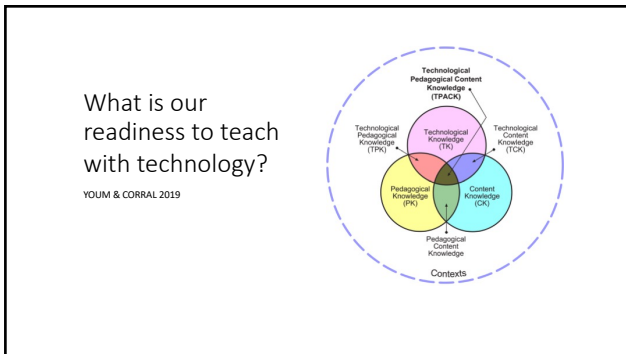 What is our
readiness to teach
with technology?
YOUM & CORRAL 2019
Technological
Pedagogical Content
Knowledge
(TPACK)
Technological
Pedagogical
Knowledge
(TPK)
Technological
Knowledge
(TK)
Technological
Content
Knowledge
(TCK)
Pedagogical
Knowledge
(PK)
Content
Knowledge
(CK)
Pedagogical
Content
Knowledge
Contexts